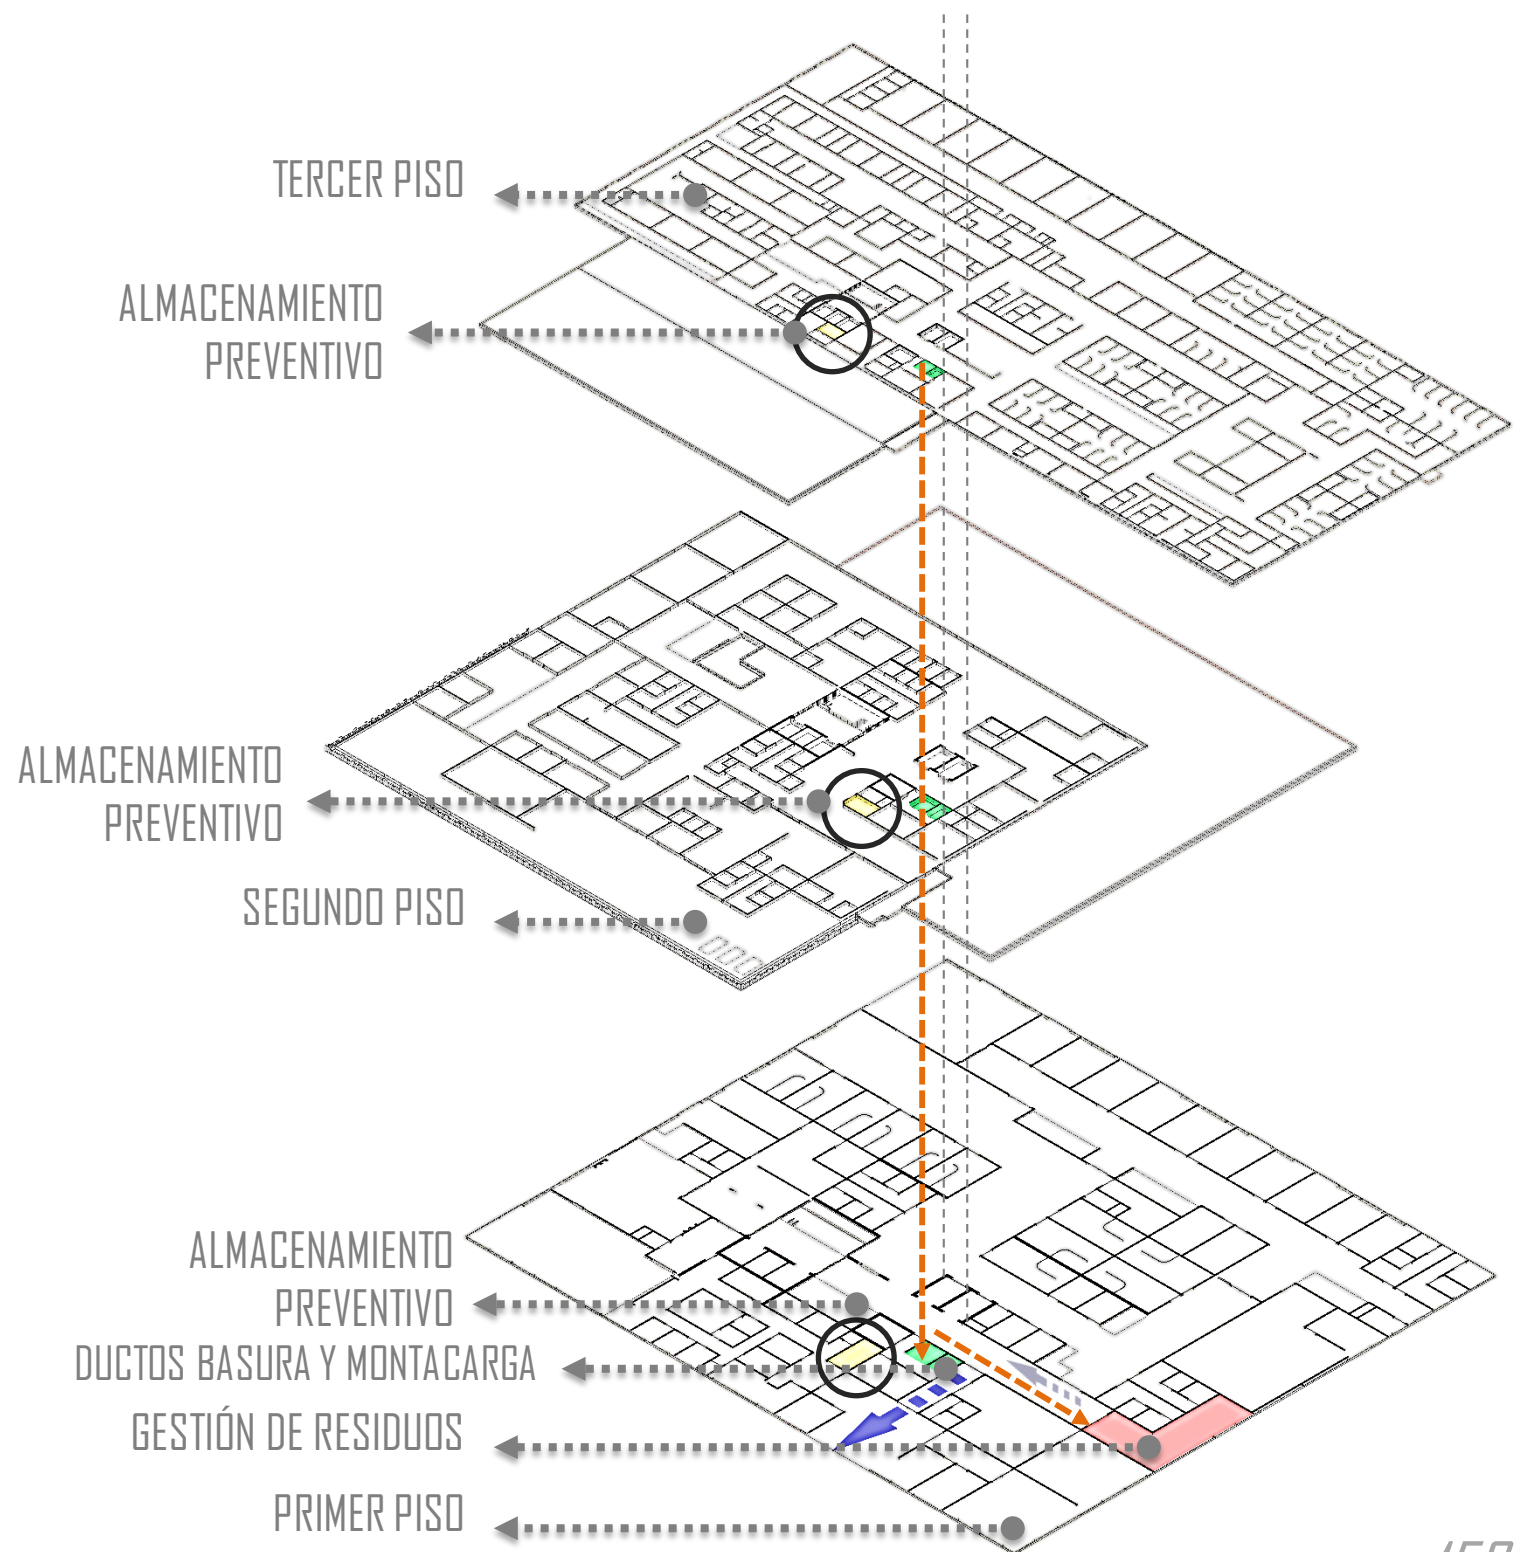 TERCER PISO
ALMACENAMIENTO
PREVENTIVO
ALMACENAMIENTO
PREVENTIVO
SEGUNDO PISO
ALMACENAMIENTO
PREVENTIVO
DUCTOS BASURA Y MONTACARGA
GESTIÓN DE RESIDUOS
PRIMER PISO